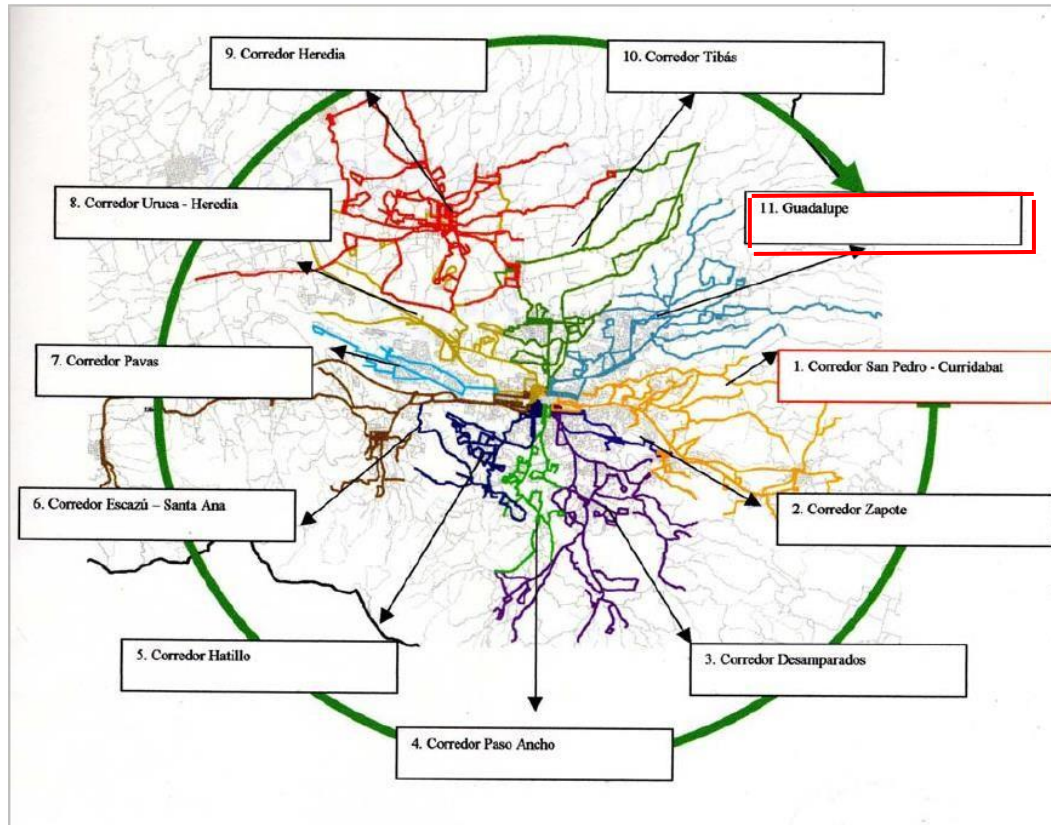 9. Corredor Heredia
10. Corredor Tibás
8. Corredor Uruca - Heredia
11. Guadalupe
7. Corredor Pavas
1. Corredor San Pedro - Curridabat
6. Corredor Escazú – Santa Ana
2. Corredor Zapote
5. Corredor Hatillo
3. Corredor Desamparados
4. Corredor Paso Ancho